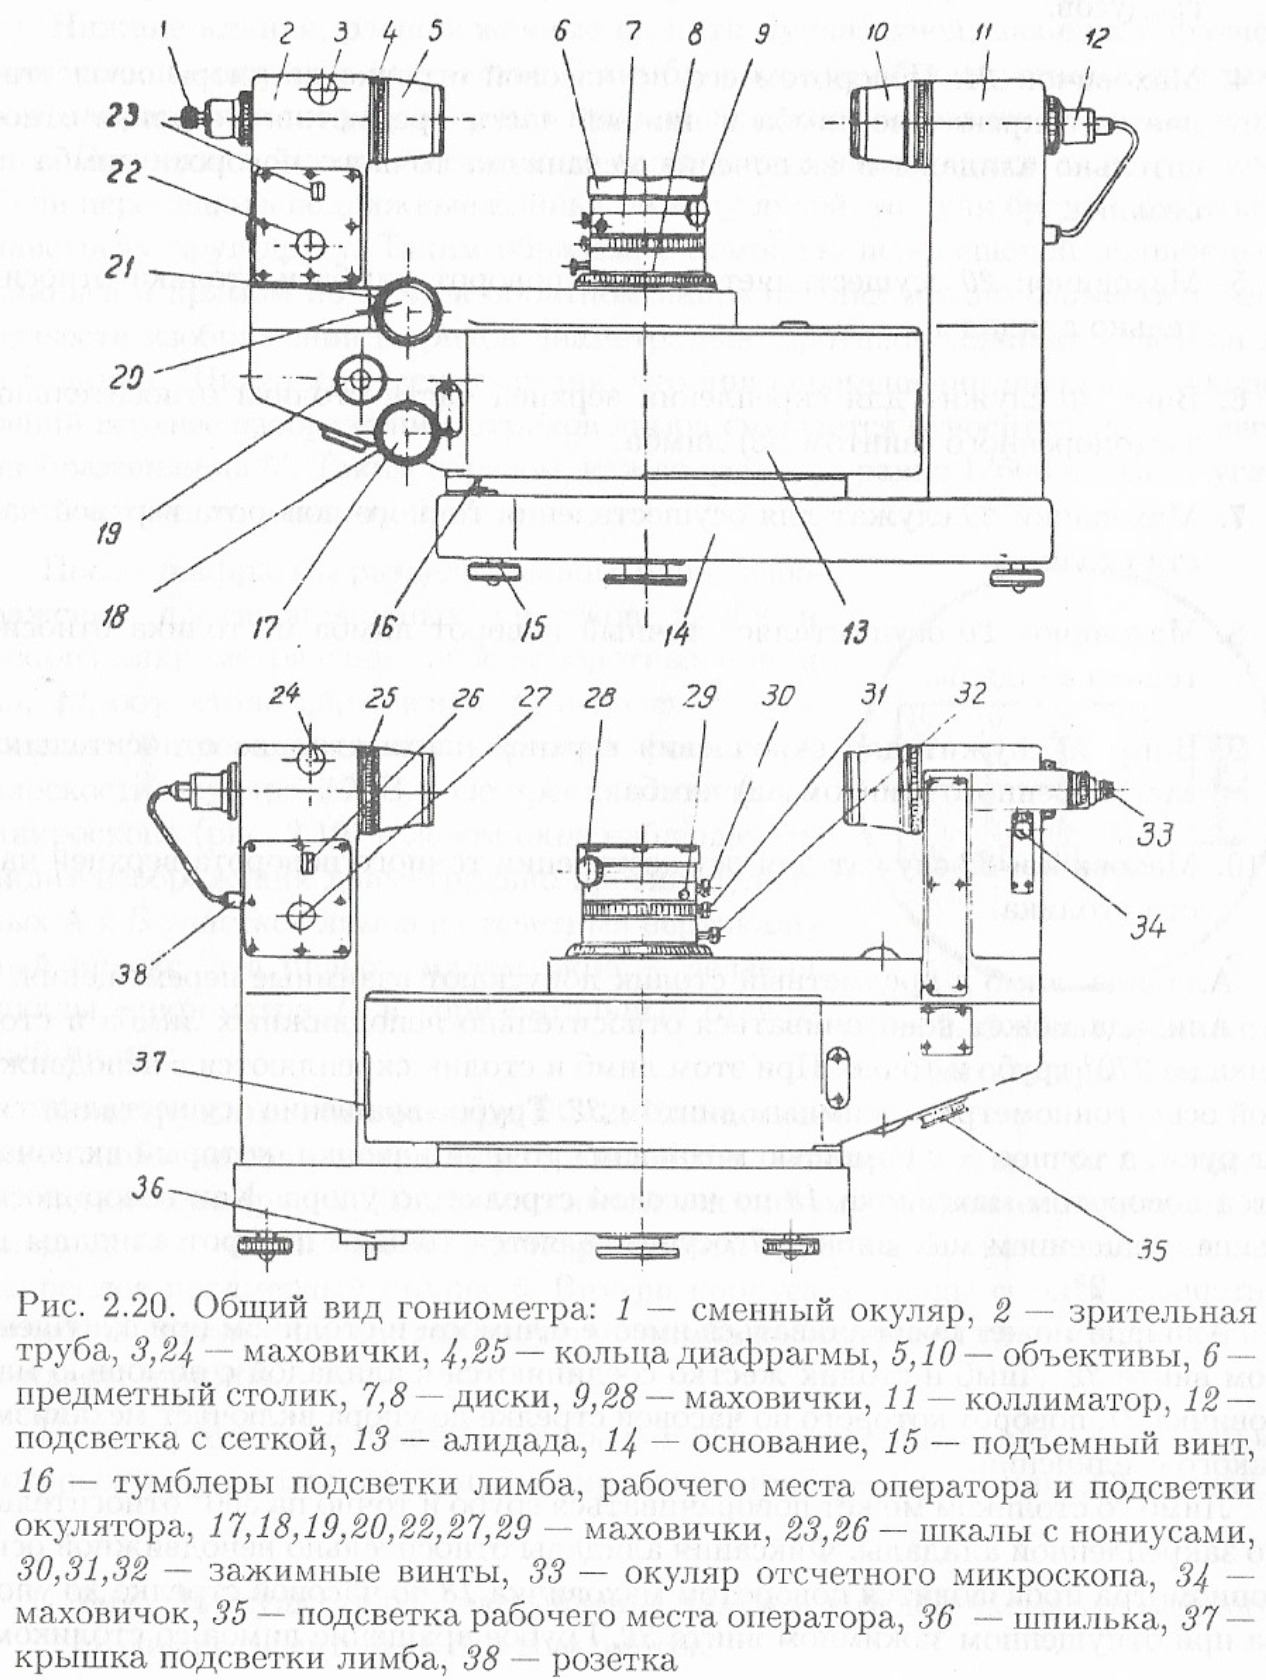 1 2 3 4 5 6 7 8 9 10 11 12
23
22
21
20
19
18 17 16 15 14 13
24 25 26 27 28 29 30 31 32
33
34
38
37
36
35
Рис. 2.20. Общий вид гониометра: 1 — сменный окуляр, 2 — зрительная
труба, 3,24 — маховички, 4,25 — кольца диафрагмы, 5,10 — объективы, 6 —
предметный столик, 7,8 — диски, 9,28 — маховички, 11 — коллиматор, 12 —
подсветка с сеткой, 13 — алидада, 14 — основание, 15 — подъемный винт,
16 — тумблеры подсветки лимба, рабочего места оператора и подсветки
окулятора, 17,18,19,20,22,27,29 — маховички, 23,26 — шкалы с нониусами,
30,31,32 — зажимные винты, 33 — окуляр отсчетного микроскопа, 34 —
маховичок, 35 — подсветка рабочего места оператора, 36 — шпилька, 37 —
крышка подсветки лимба, 38 — розетка